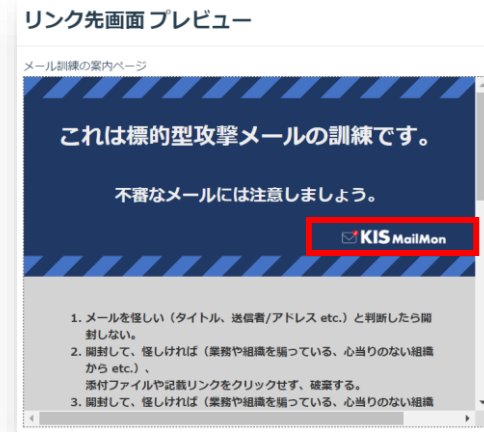 リンク先画面 プレビュー
メール訓練の案内ページ
これは標的型攻撃メールの訓練です。
不審なメールには注意しましょう。
KIS MailMon
1. メールを怪しい（タイトル、送信者/アドレス etc.）と判断したら開
封しない。
2. 開封して、怪しければ（業務や組織を騙っている、心当りのない組織
から etc.）、
添付ファイルや記載リンクをクリックせず、破棄する。
3. 開封して、怪しければ（業務や組織を騙っている、心当りのない組織